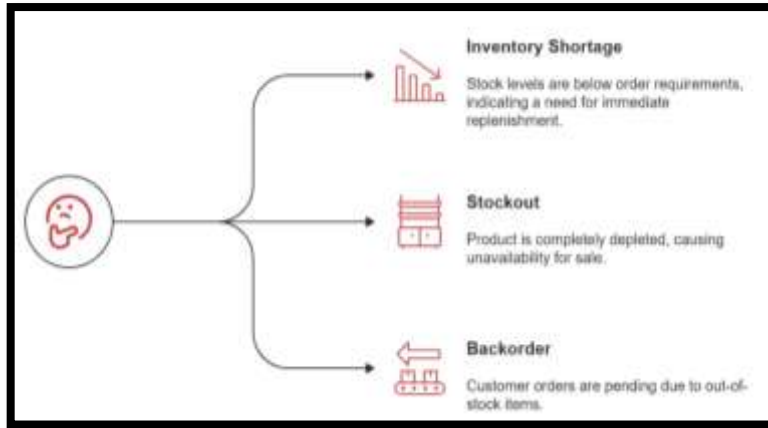 Inventory Shortage
Stock levels are below order requirements,
indicating a need for immediate
replenishment.
Stockout
Product is completely depleted, causing
unavailability for sale.
Backorder
Customer orders are pending due to out-of-
stock items.